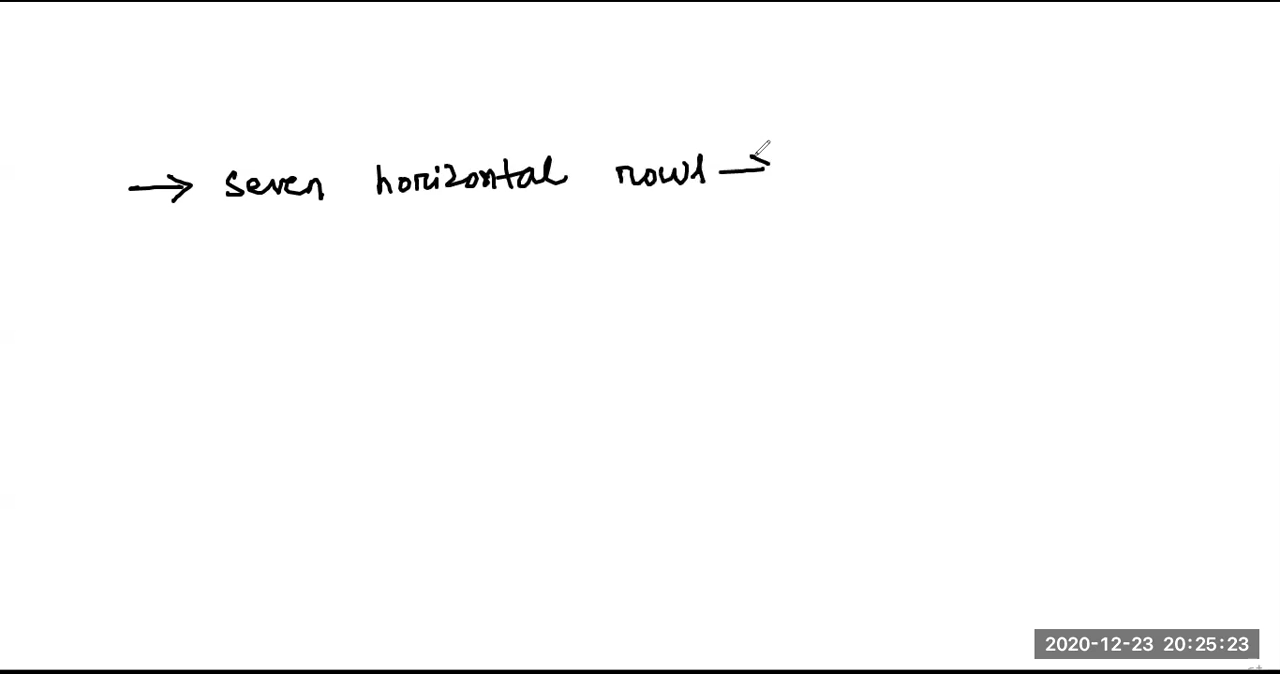 → seven horizontal rows →
2020-12-23 20:25:23